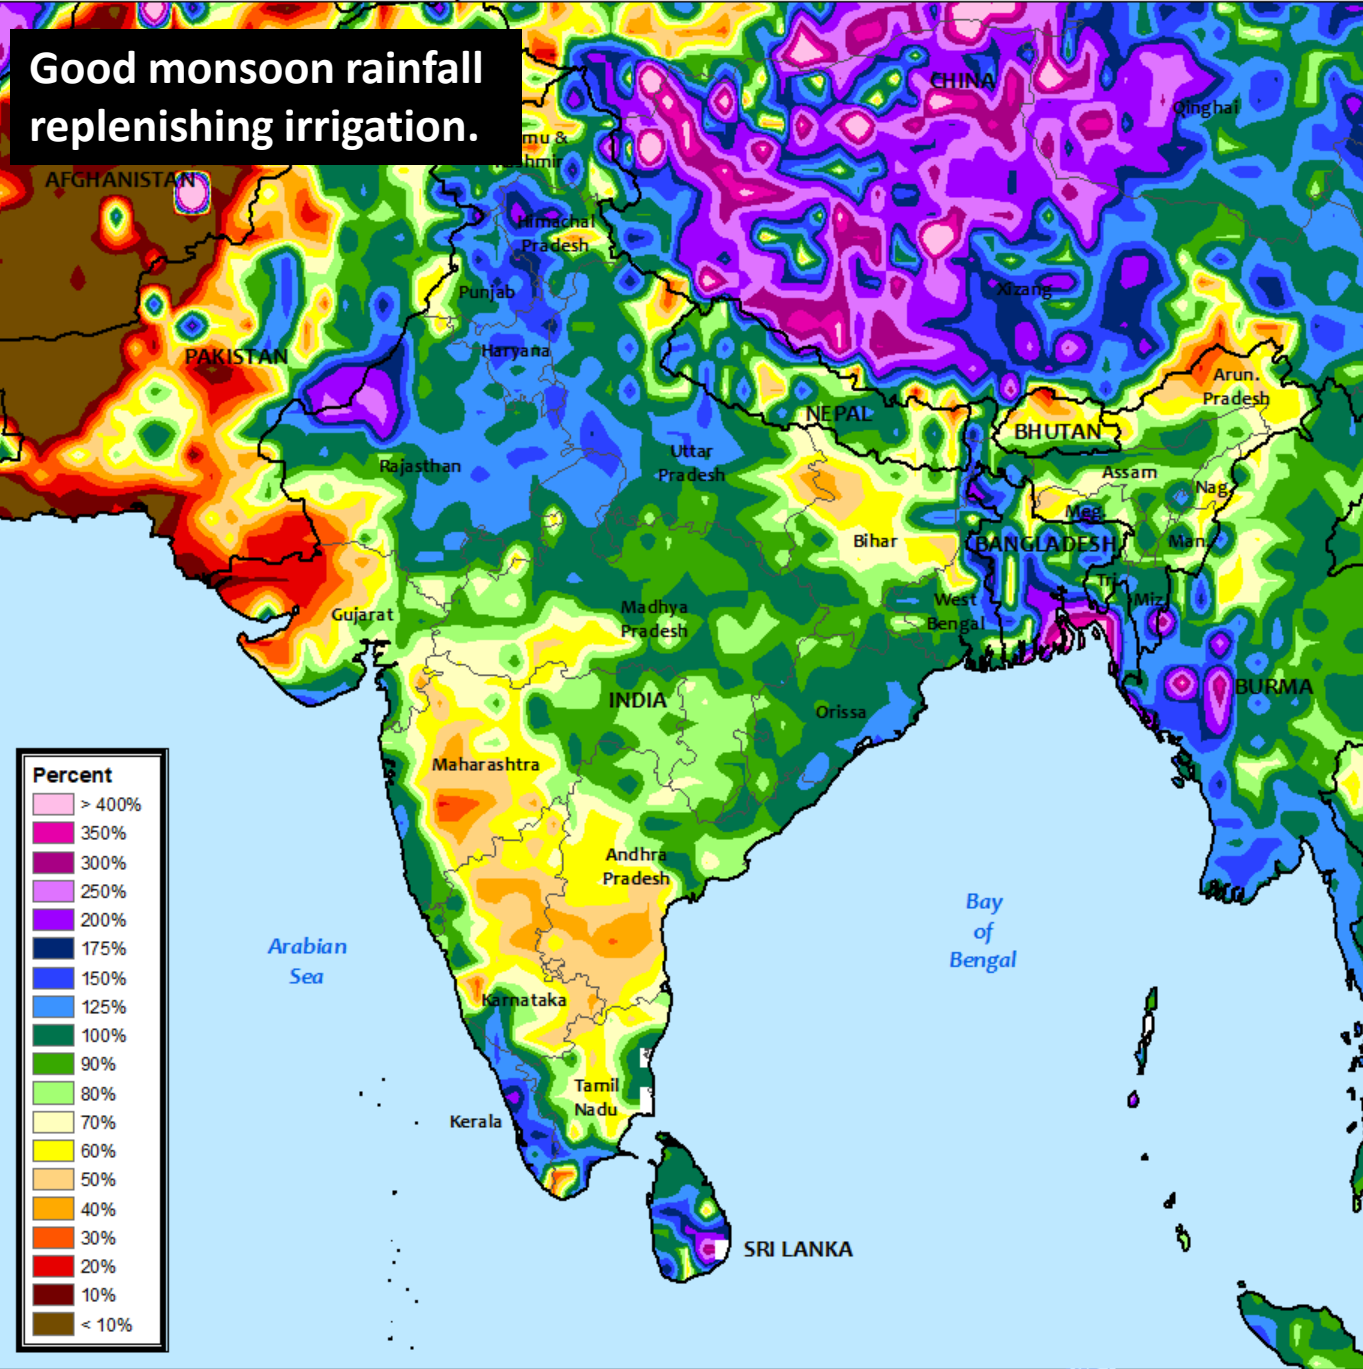 Good monsoon rainfall
replenishing irrigation.
CHINA
Qinghai
mu &
shmir
AFGHANISTAN
Himachal
Pradesh
Punjab
Xizang
Haryana
PAKISTAN
Arun.
Pradesh
NEPAL
BHUTAN
Uttar
Pradesh
Rajasthan
Assam
Nag.
Meg.
Bihar
BANGLADESH
Man.
Tri.
Miz.
West
Bengal
Gujarat
Madhya
Pradesh
INDIA
BURMA
Orissa
Maharashtra
Andhra
Pradesh
Bay
of
Bengal
Arabian
Sea
Karnataka
Tamil
Nadu
Kerala
SRI LANKA
Percent
> 400%
350%
300%
250%
200%
175%
150%
125%
100%
90%
80%
70%
60%
50%
40%
30%
20%
10%
< 10%